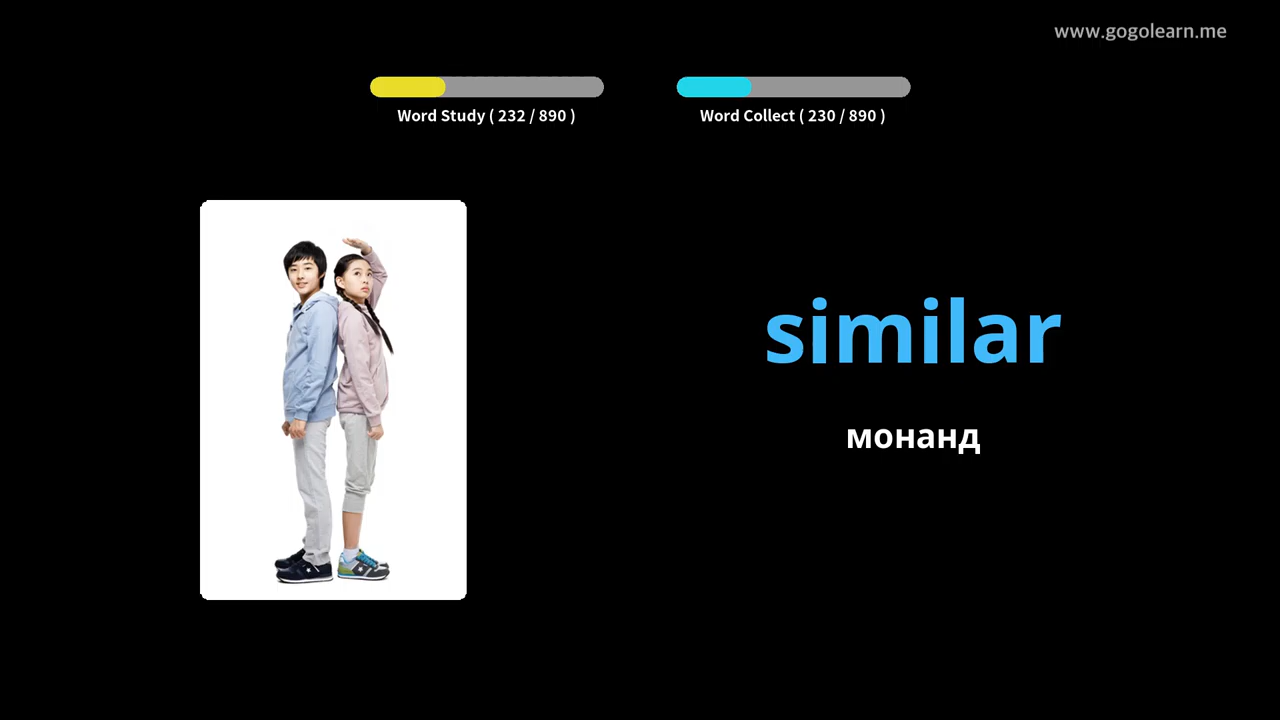 www.gogolearn.me
Word Study ( 232 / 890 )
Word Collect ( 230 / 890 )
similar
монанд